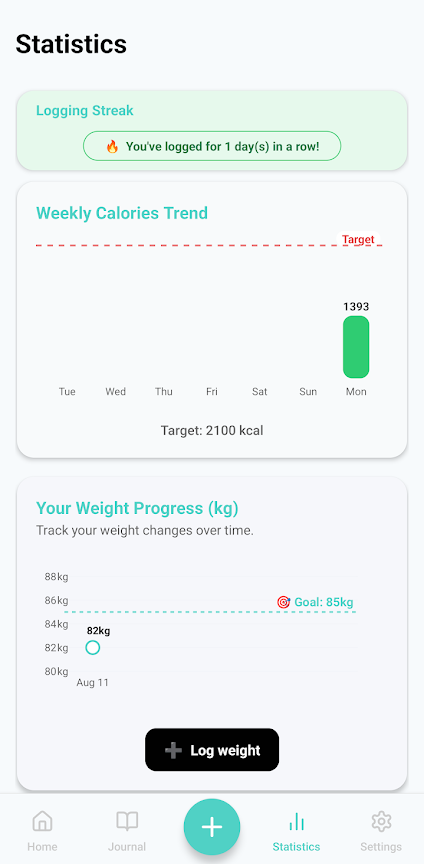 Statistics
Logging Streak
🔥 You've logged for 1 day(s) in a row!
Weekly Calories Trend
Target
1393
Tue Wed Thu Fri Sat Sun Mon
Target: 2100 kcal
Your Weight Progress (kg)
Track your weight changes over time.
88kg
86kg
🎯 Goal: 85kg
84kg
82kg
82kg
80kg
Aug 11
➕ Log weight
Home Journal Statistics Settings